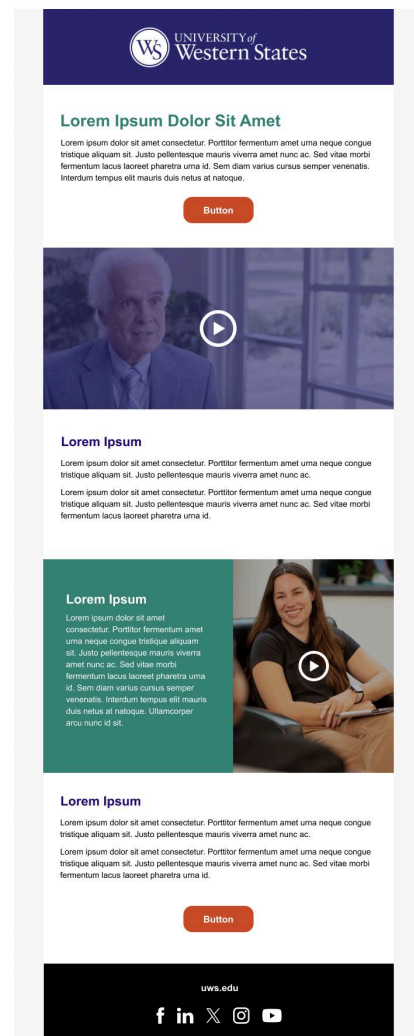 WS UNIVERSITY of
Western States
Lorem Ipsum Dolor Sit Amet
Lorem ipsum dolor sit amet consectetur. Porttitor fermentum amet urna neque congue
tristique aliquam sit. Justo pellentesque mauris viverra amet nunc ac. Sed vitae morbi
fermentum lacus laoreet pharetra urna id. Sem diam varius cursus semper venenatis.
Interdum tempus elit mauris duis netus at natoque.
Button
Lorem Ipsum
Lorem ipsum dolor sit amet consectetur. Porttitor fermentum amet urna neque congue
tristique aliquam sit. Justo pellentesque mauris viverra amet nunc ac.
Lorem ipsum dolor sit amet consectetur. Porttitor fermentum amet urna neque congue
tristique aliquam sit. Justo pellentesque mauris viverra amet nunc ac. Sed vitae morbi
fermentum lacus laoreet pharetra urna id.
Lorem Ipsum
Lorem ipsum dolor sit amet
consectetur. Porttitor fermentum amet
urna neque congue tristique aliquam
sit. Justo pellentesque mauris viverra
amet nunc ac. Sed vitae morbi
fermentum lacus laoreet pharetra urna
id. Sem diam varius cursus semper
venenatis. Interdum tempus elit mauris
duis netus at natoque. Ullamcorper
arcu nunc id sit.
Lorem Ipsum
Lorem ipsum dolor sit amet consectetur. Porttitor fermentum amet urna neque congue
tristique aliquam sit. Justo pellentesque mauris viverra amet nunc ac.
Lorem ipsum dolor sit amet consectetur. Porttitor fermentum amet urna neque congue
tristique aliquam sit. Justo pellentesque mauris viverra amet nunc ac. Sed vitae morbi
fermentum lacus laoreet pharetra urna id.
Button
uws.edu